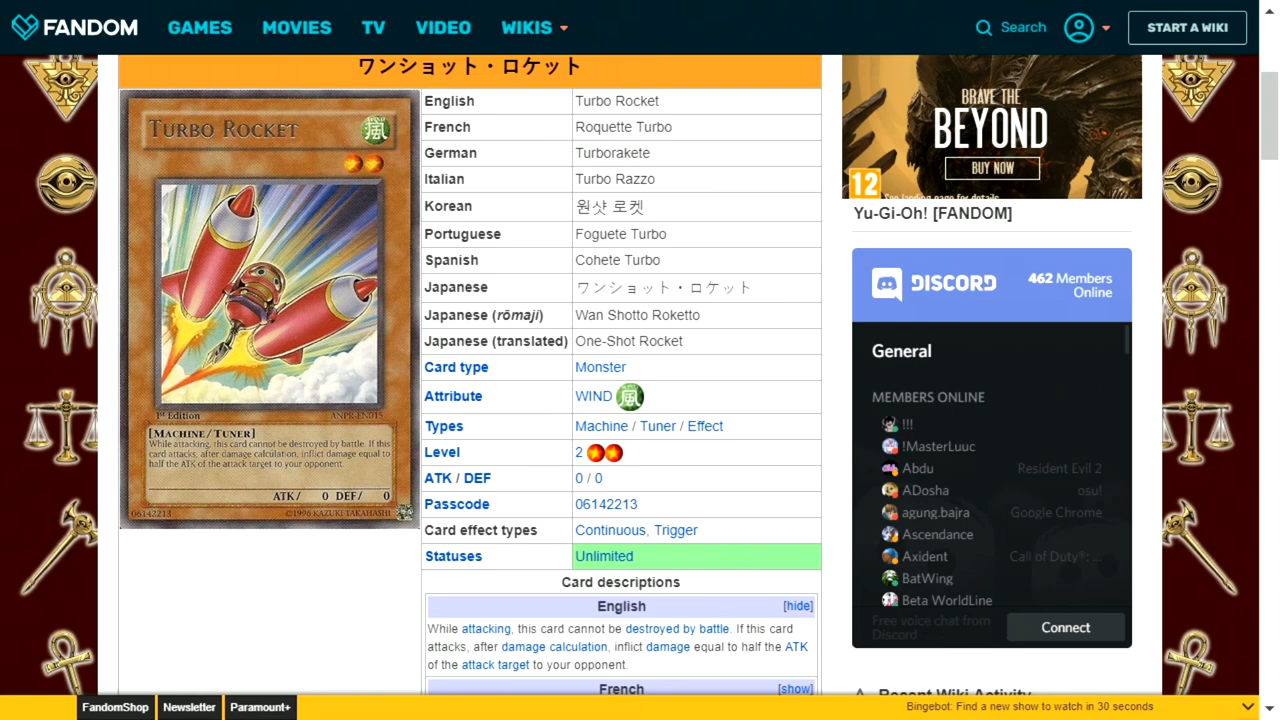 FANDOM
GAMES
MOVIES
TV
VIDEO
WIKIS
Search
START A WIKI
ワンショット・ロケット
TURBO ROCKET
風
1st Edition
ANPR-EN015
[MACHINE/TUNER]
While attacking, this card cannot be destroyed by battle. If this
card attacks, after damage calculation, inflict damage equal to
half the ATK of the attack target to your opponent.
ATK/ 0 DEF/ 0
06142213
©1996 KAZUKI TAKAHASHI
English Turbo Rocket
French Roquette Turbo
German Turborakete
Italian Turbo Razzo
Korean 원샷 로켓
Portuguese Foguete Turbo
Spanish Cohete Turbo
Japanese ワンショット・ロケット
Japanese (rōmaji) Wan Shotto Roketto
Japanese (translated) One-Shot Rocket
Card type Monster
Attribute WIND 風
Types Machine / Tuner / Effect
Level 2
ATK / DEF 0 / 0
Passcode 06142213
Card effect types Continuous, Trigger
Statuses Unlimited
Card descriptions
English [hide]
While attacking, this card cannot be destroyed by battle. If this card
attacks, after damage calculation, inflict damage equal to half the ATK
of the attack target to your opponent.
French [show]
BRAVE THE
BEYOND
BUY NOW
12
See landing page for details
Yu-Gi-Oh! [FANDOM]
DISCORD
462 Members
Online
General
MEMBERS ONLINE
!!!
!MasterLuuc
Abdu Resident Evil 2
ADosha osu!
agung.bajra Google Chrome
Ascendance
Axident Call of Duty®: ...
BatWing
Beta WorldLine
Free voice chat from
Discord
Connect
Recent Wiki Activity
FandomShop
Newsletter
Paramount+
Bingebot: Find a new show to watch in 30 seconds